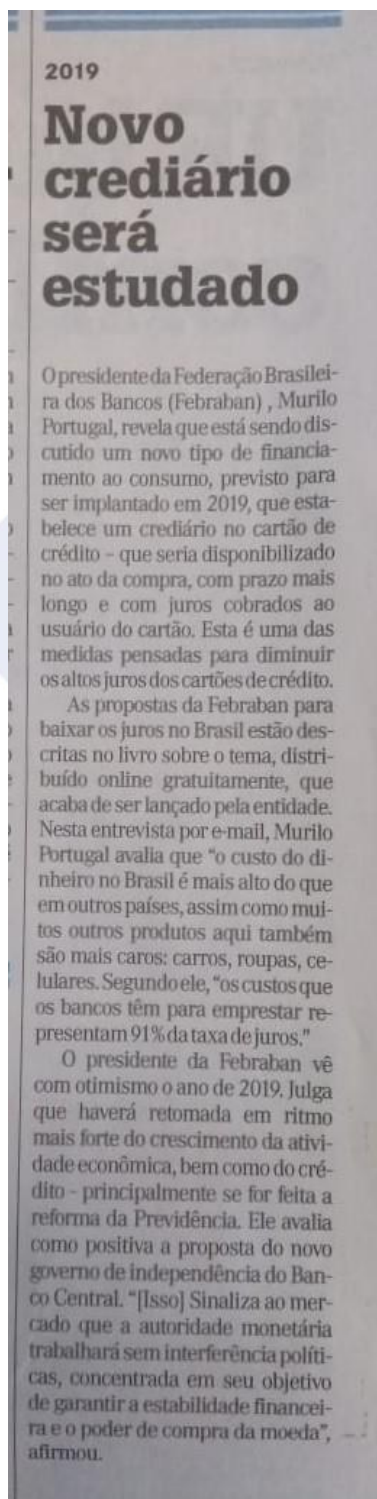 2019
Novo
crediário
será
estudado
O presidente da Federação Brasilei-
ra dos Bancos (Febraban) , Murilo
Portugal, revela que está sendo dis-
cutido um novo tipo de financia-
mento ao consumo, previsto para
ser implantado em 2019, que esta-
belece um crediário no cartão de
crédito – que seria disponibilizado
no ato da compra, com prazo mais
longo e com juros cobrados ao
usuário do cartão. Esta é uma das
medidas pensadas para diminuir
os altos juros dos cartões de crédito.
As propostas da Febraban para
baixar os juros no Brasil estão des-
critas no livro sobre o tema, distri-
buído online gratuitamente, que
acaba de ser lançado pela entidade.
Nesta entrevista por e-mail, Murilo
Portugal avalia que “o custo do di-
nheiro no Brasil é mais alto do que
em outros países, assim como mui-
tos outros produtos aqui também
são mais caros: carros, roupas, ce-
lulares. Segundo ele, “os custos que
os bancos têm para emprestar re-
presentam 91% da taxa de juros.”
O presidente da Febraban vê
com otimismo o ano de 2019. Julga
que haverá retomada em ritmo
mais forte do crescimento da ativi-
dade econômica, bem como do cré-
dito - principalmente se for feita a
reforma da Previdência. Ele avalia
como positiva a proposta do novo
governo de independência do Ban-
co Central. “[Isso] Sinaliza ao mer-
cado que a autoridade monetária
trabalhará sem interferência políti-
cas, concentrada em seu objetivo
de garantir a estabilidade financei-
ra e o poder de compra da moeda”,
afirmou.